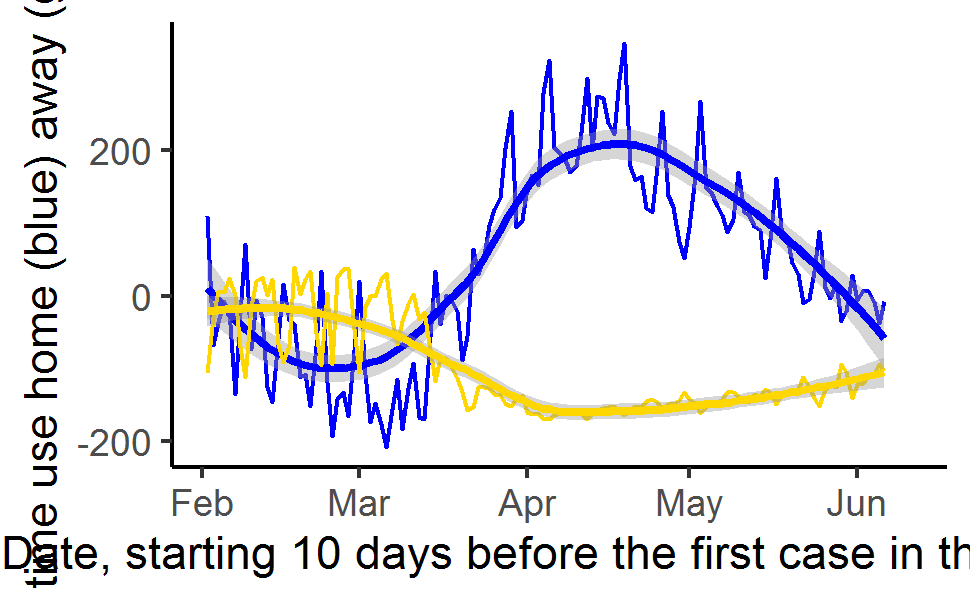 time use home (blue) away (
200
0
-200
Feb Mar Apr May Jun
Date, starting 10 days before the first case in th